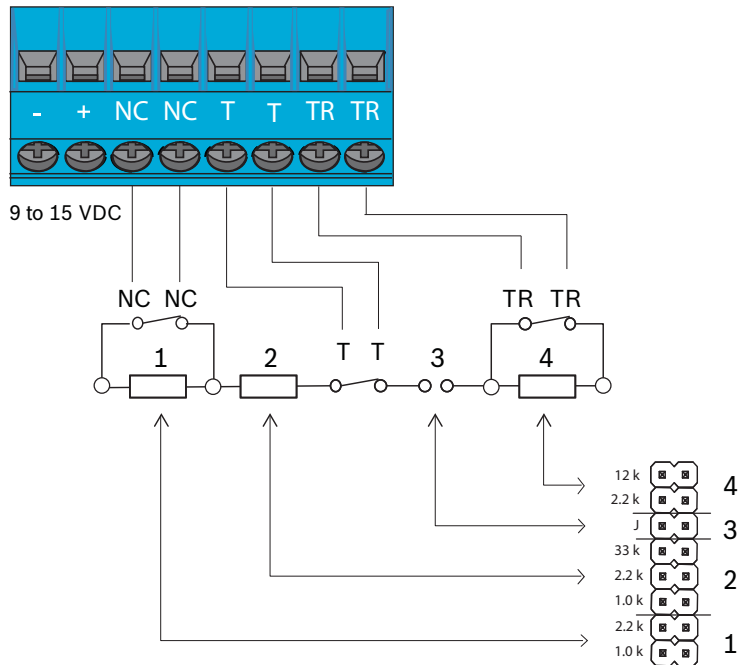 - + NC NC T T TR TR
9 to 15 VDC
NC NC
TR TR
1 2 T T 3 4
12 k
2.2 k
4
J
3
33 k
2.2 k
1.0 k
2
2.2 k
1.0 k
1